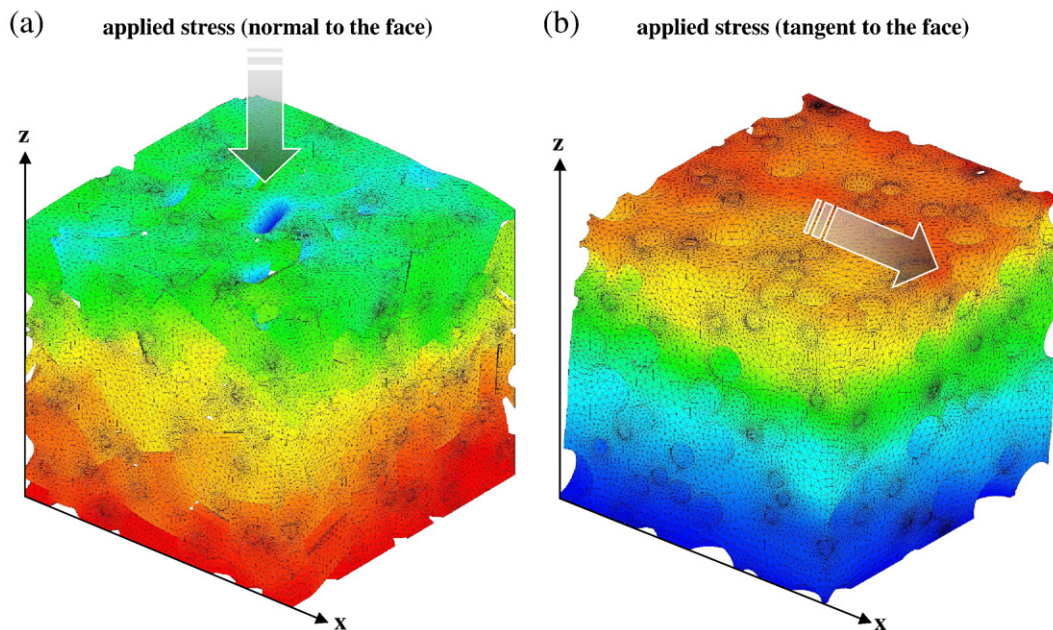 (a) applied stress (normal to the face)
z
x
(b) applied stress (tangent to the face)
z
x